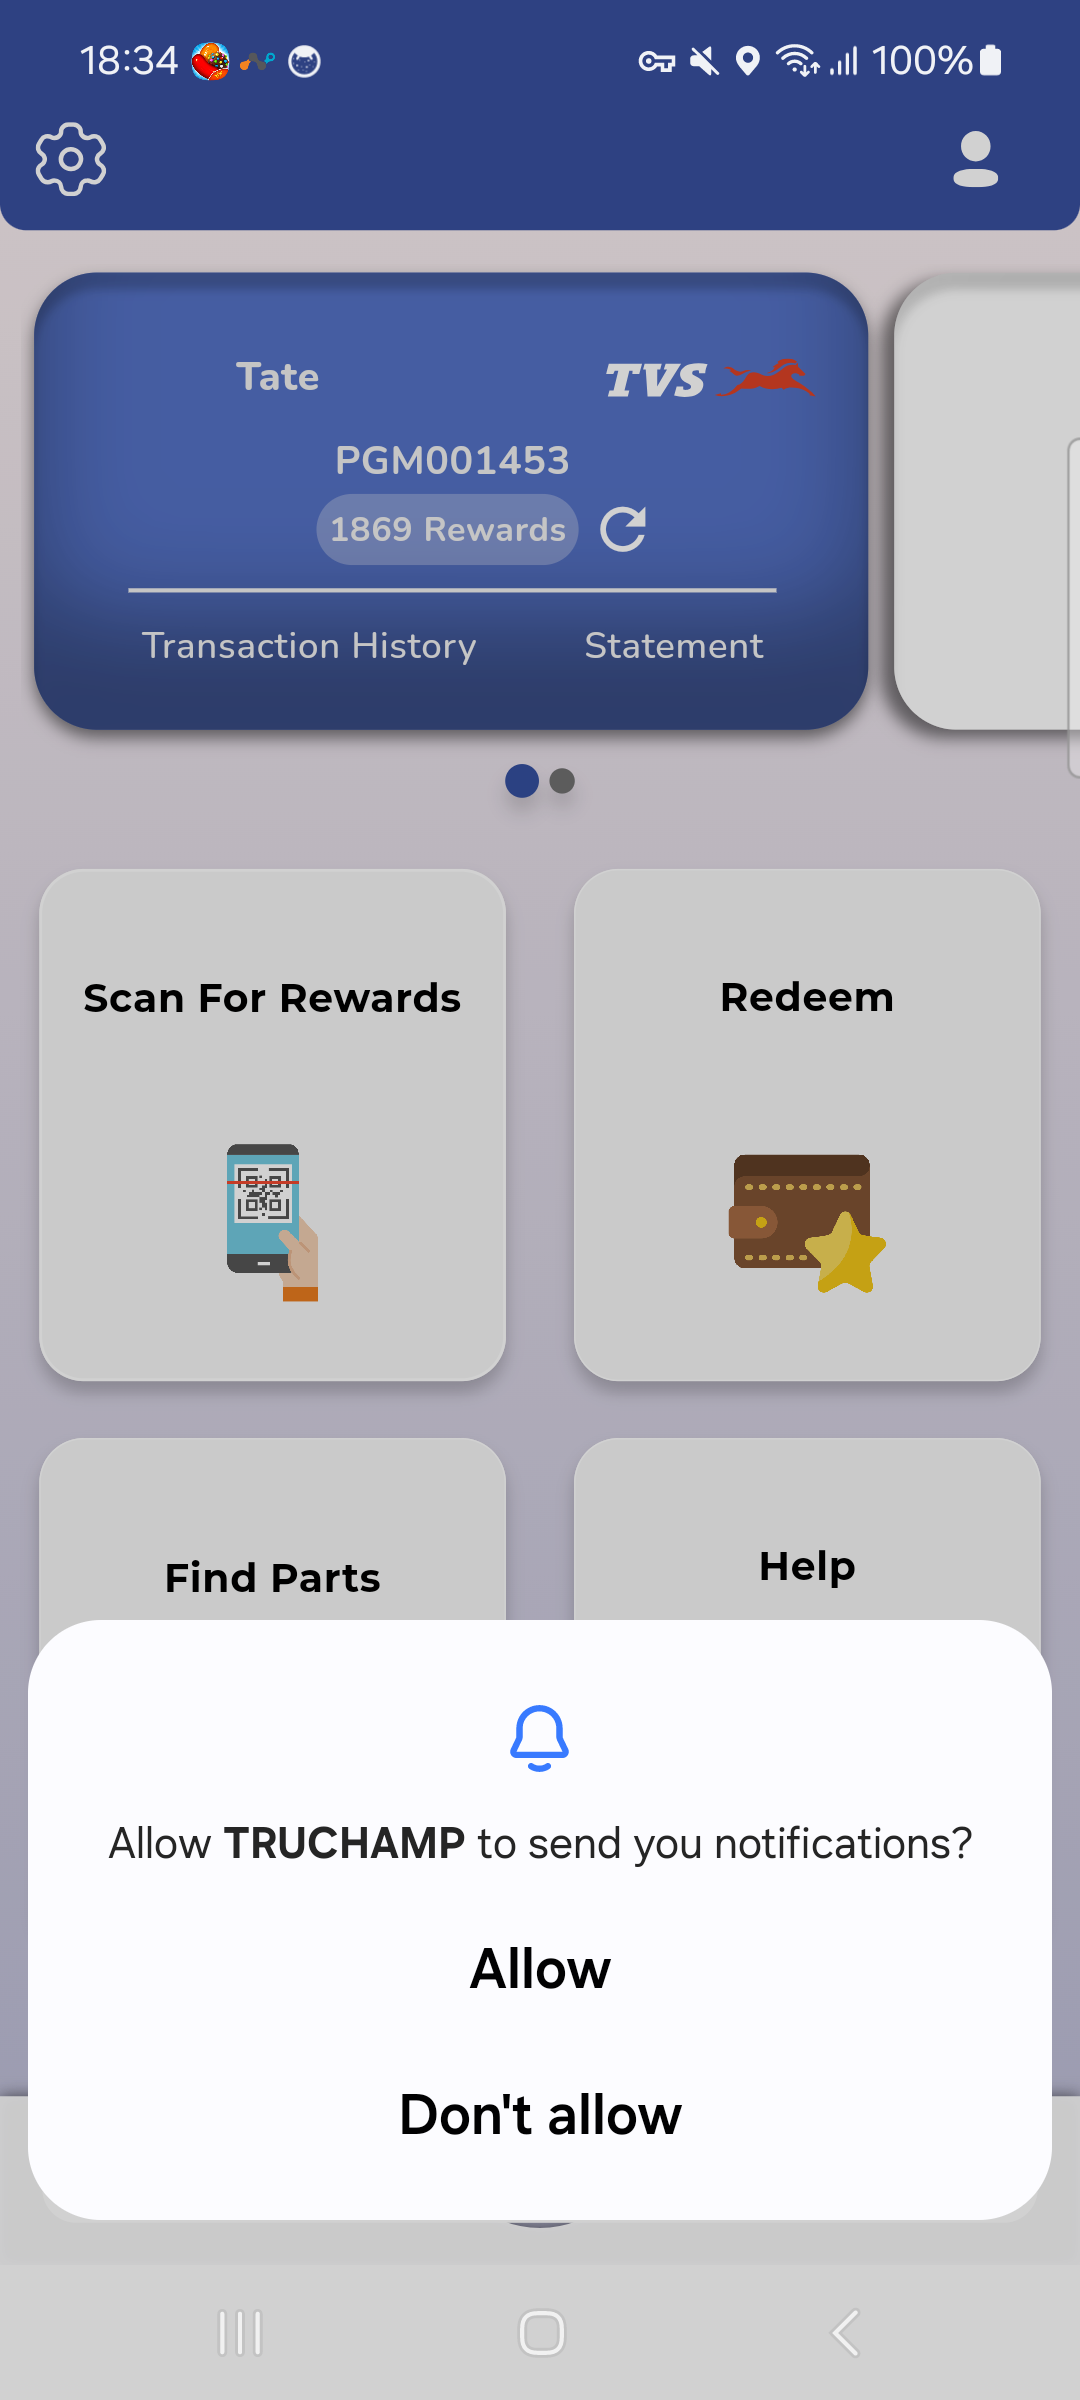 18:34
100%
Tate
TVS
PGM001453
1869 Rewards
Transaction History
Statement
Scan For Rewards
Redeem
Find Parts
Help
Allow TRUCHAMP to send you notifications?
Allow
Don't allow